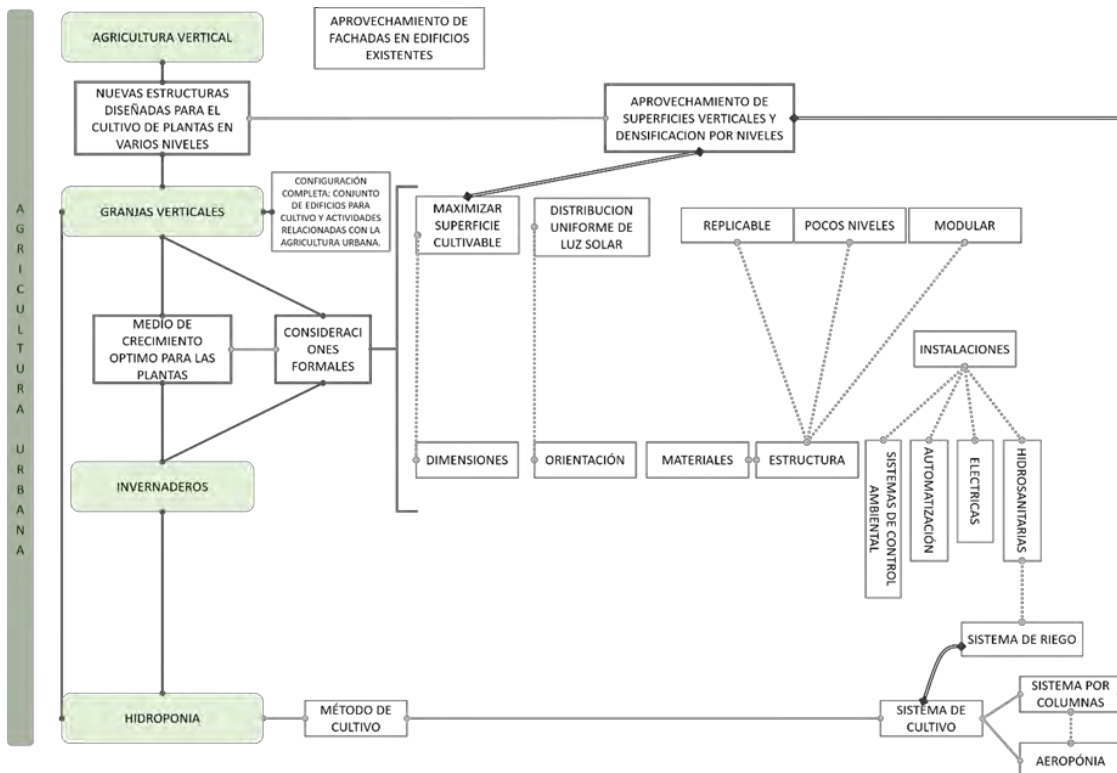 AGRICULTURA URBANA
AGRICULTURA VERTICAL
APROVECHAMIENTO DE
FACHADAS EN EDIFICIOS
EXISTENTES
NUEVAS ESTRUCTURAS
DISEÑADAS PARA EL
CULTIVO DE PLANTAS EN
VARIOS NIVELES
APROVECHAMIENTO DE
SUPERFICIES VERTICALES Y
DENSIFICACION POR NIVELES
GRANJAS VERTICALES
CONFIGURACIÓN
COMPLETA: CONJUNTO
DE EDIFICIOS PARA
CULTIVO Y ACTIVIDADES
RELACIONADAS CON LA
AGRICULTURA URBANA.
MAXIMIZAR
SUPERFICIE
CULTIVABLE
DISTRIBUCION
UNIFORME DE
LUZ SOLAR
REPLICABLE
POCOS NIVELES
MODULAR
MEDIO DE
CRECIMIENTO
OPTIMO PARA LAS
PLANTAS
CONSIDERACI
ONES
FORMALES
INSTALACIONES
DIMENSIONES
ORIENTACIÓN
MATERIALES
ESTRUCTURA
SISTEMAS DE CONTROL
AMBIENTAL
AUTOMATIZACIÓN
ELECTRICAS
HIDROSANITARIAS
INVERNADEROS
SISTEMA DE RIEGO
HIDROPONIA
MÉTODO DE
CULTIVO
SISTEMA DE
CULTIVO
SISTEMA POR
COLUMNAS
AEROPÓNIA